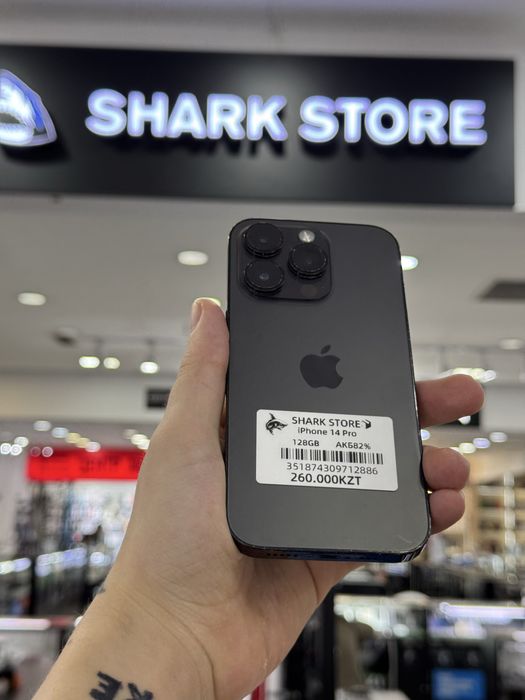 SHARK STORE
SHARK STORE
iPhone 14 Pro
128GB АКБ82%
351874309712886
260.000KZT